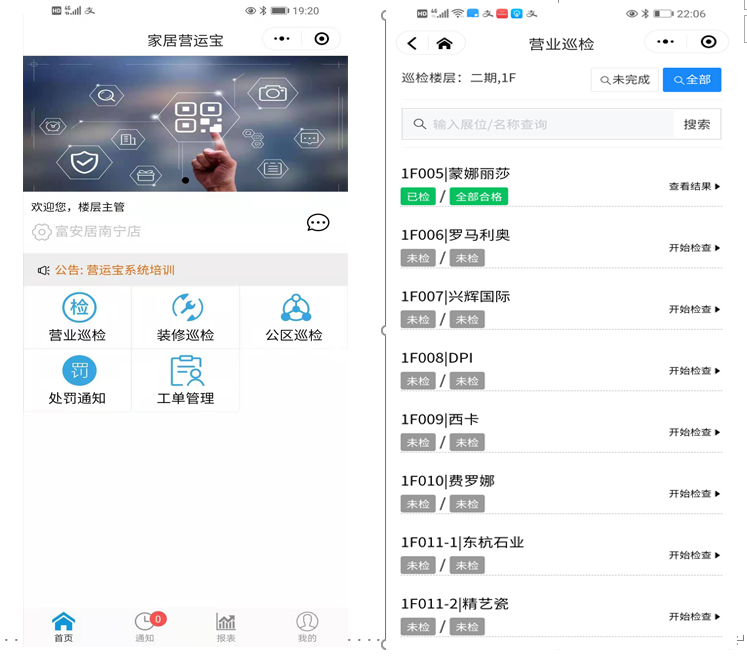 HD 4G 19:20
家居营运宝
欢迎您，楼层主管
富安居南宁店
公告: 营运宝系统培训
检
营业巡检
装修巡检
公区巡检
罚
处罚通知
工单管理
0
首页
通知
报表
我的
HD 4G 22:06
营业巡检
巡检楼层：二期,1F
未完成
全部
输入展位/名称查询
搜索
1F005|蒙娜丽莎
已检 / 全部合格
查看结果
1F006|罗马利奥
未检 / 未检
开始检查
1F007|兴辉国际
未检 / 未检
开始检查
1F008|DPI
未检 / 未检
开始检查
1F009|西卡
未检 / 未检
开始检查
1F010|费罗娜
未检 / 未检
开始检查
1F011-1|东杭石业
未检 / 未检
开始检查
1F011-2|精艺瓷
未检 / 未检
开始检查